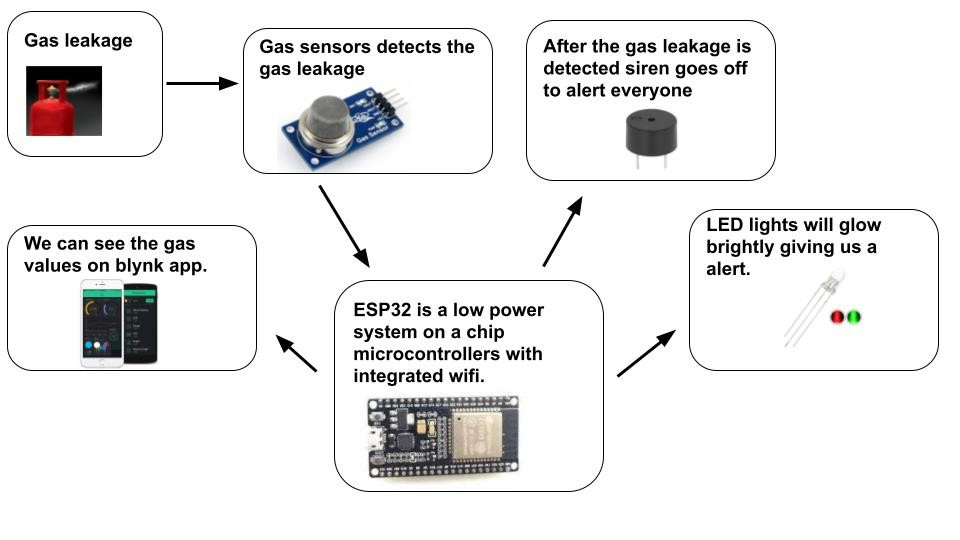 Gas leakage
Gas sensors detects the
gas leakage
Gas Sensor
After the gas leakage is
detected siren goes off
to alert everyone
We can see the gas
values on blynk app.
ESP32 is a low power
system on a chip
microcontrollers with
integrated wifi.
LED lights will glow
brightly giving us a
alert.